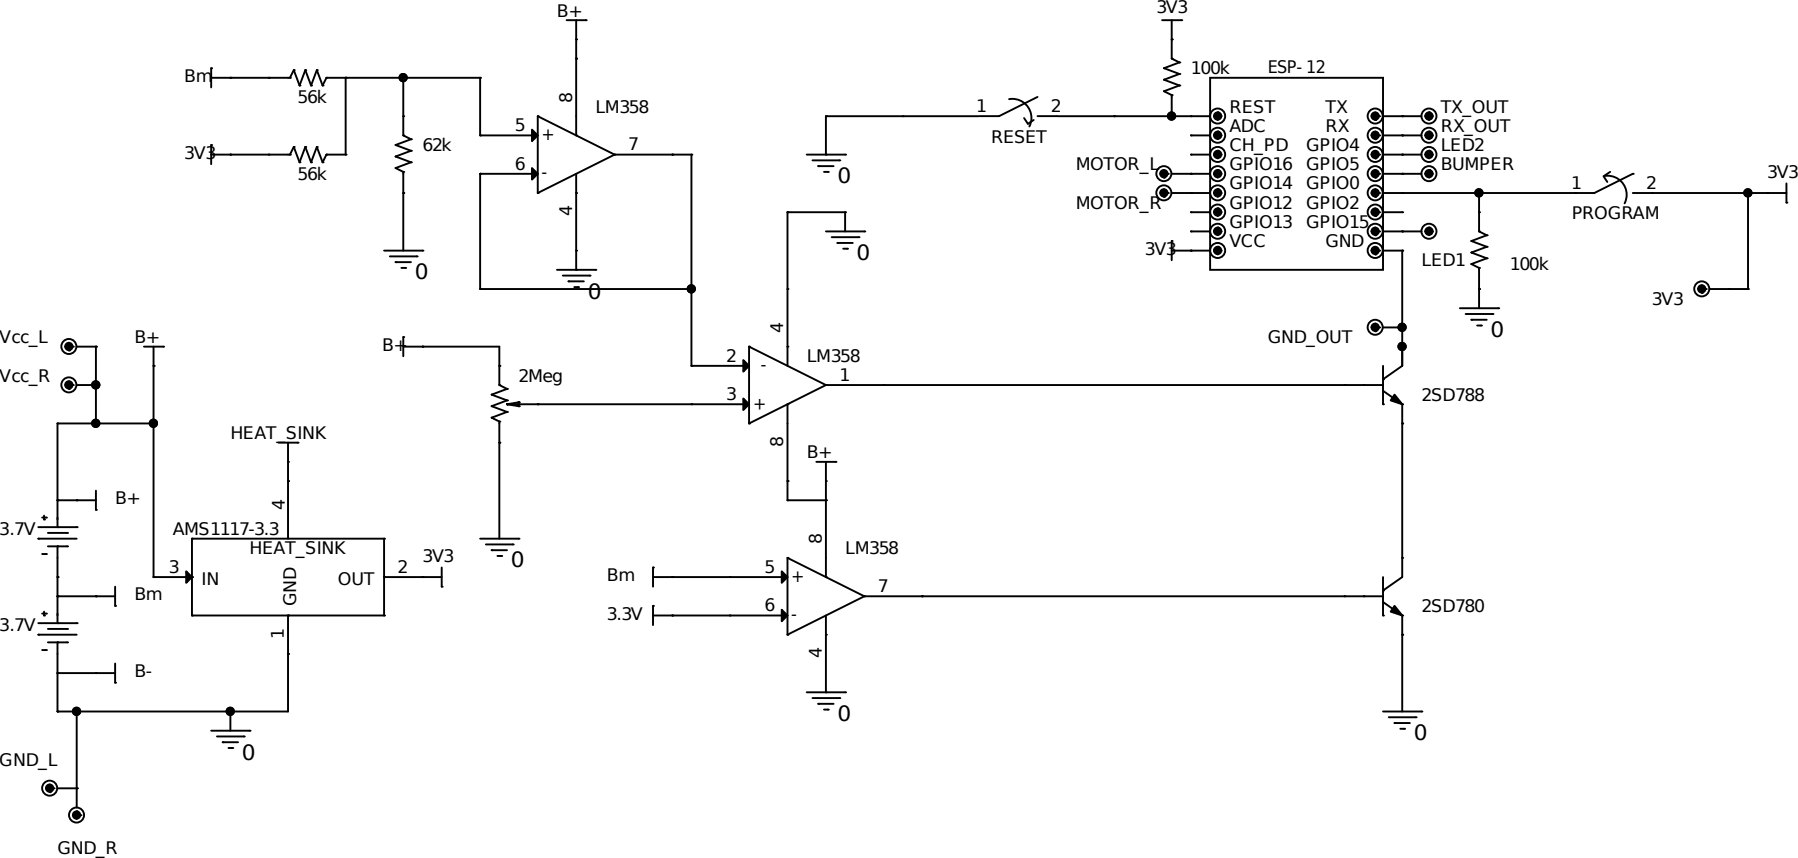 B+
3V3
Bm
56k
8
LM358
5
+
7
62k
6
-
3V3
56k
4
0
0
100k
ESP-12
1
2
RESET
0
REST
ADC
CH_PD
GPIO16
GPIO14
GPIO12
GPIO13
VCC
TX
RX
GPIO4
GPIO5
GPIO0
GPIO2
GPIO15
GND
TX_OUT
RX_OUT
LED2
BUMPER
MOTOR_L
MOTOR_R
3V3
1
2
PROGRAM
3V3
LED1
100k
0
3V3
GND_OUT
0
Vcc_L
Vcc_R
B+
B+
2Meg
4
2
-
LM358
1
3
+
8
2SD788
B+
HEAT_SINK
4
B+
3.7V
+
-
AMS1117-3.3
HEAT_SINK
3
IN
GND
OUT
2
3V3
0
8
LM358
Bm
5
+
7
3.3V
6
-
4
0
2SD780
0
Bm
3.7V
+
-
1
B-
0
GND_L
GND_R